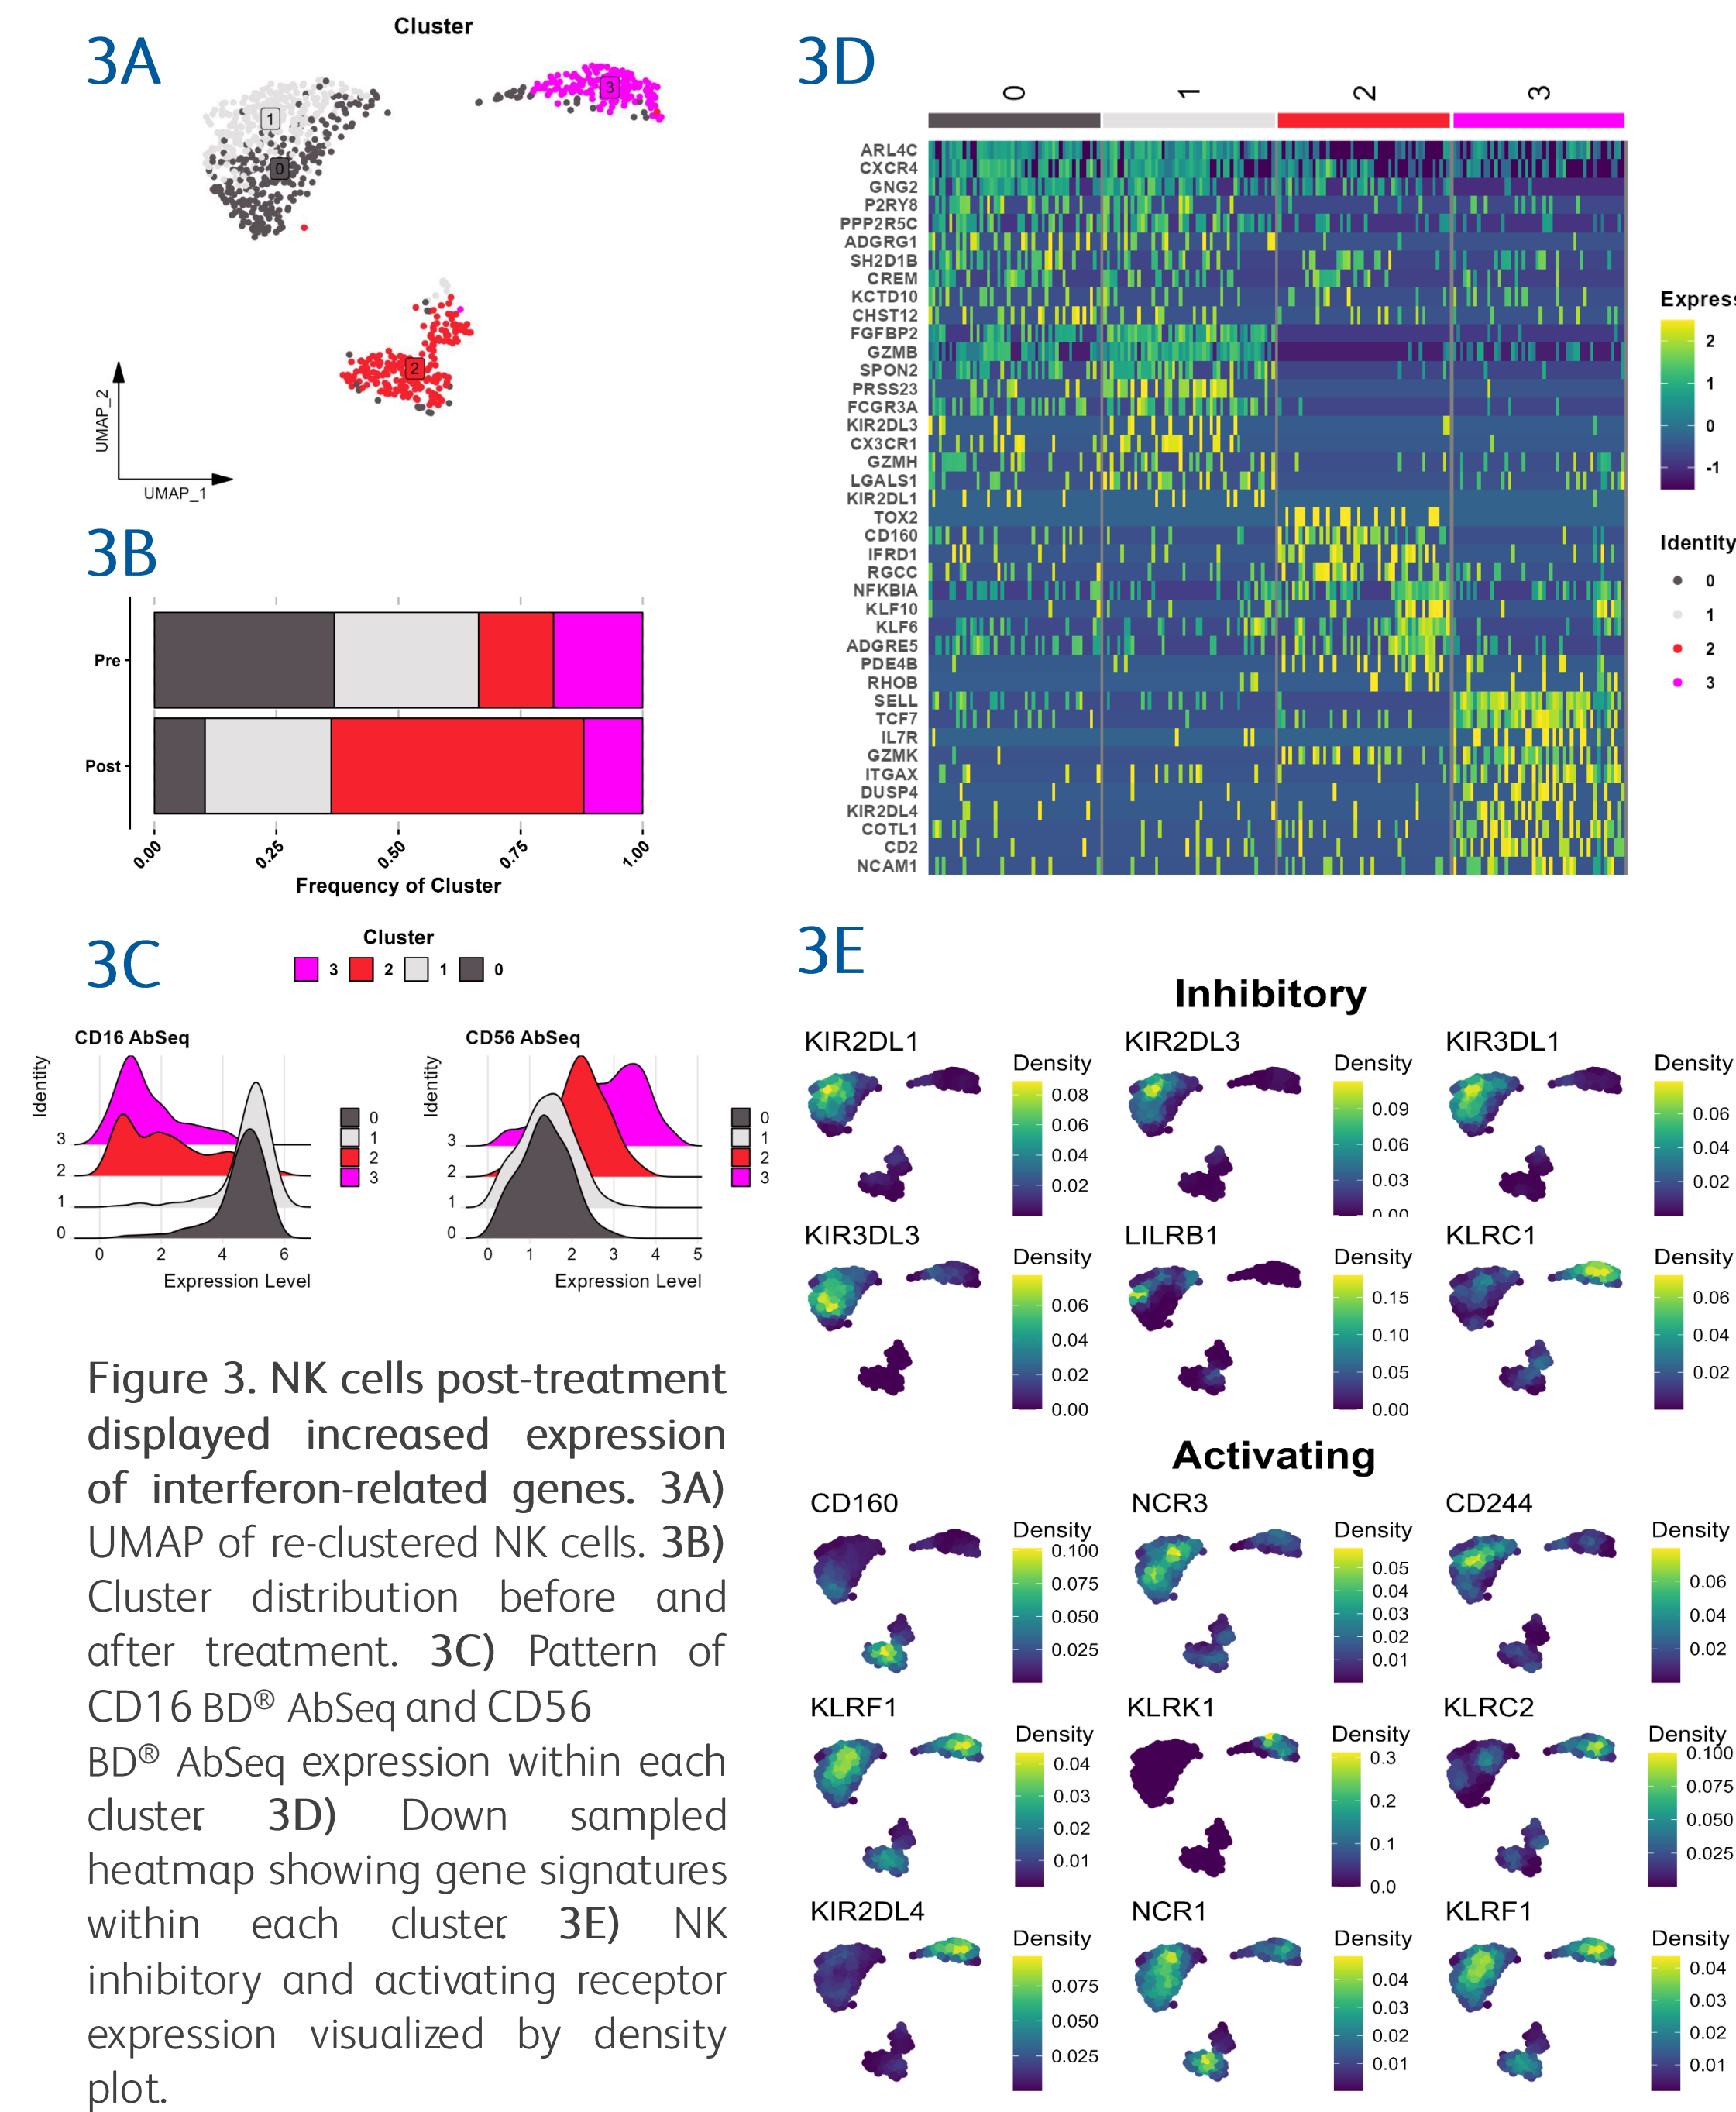 3A
Cluster
1
0
3
2
UMAP_2
UMAP_1
3B
Pre
Post
0.00
0.25
0.50
0.75
1.00
Frequency of Cluster
Cluster
3
2
1
0
3C
CD16 AbSeq
Identity
3
2
1
0
0
2
4
6
Expression Level
0
1
2
3
CD56 AbSeq
Identity
3
2
1
0
0
1
2
3
4
5
Expression Level
0
1
2
3
Figure 3. NK cells post-treatment
displayed increased expression
of interferon-related genes. 3A)
UMAP of re-clustered NK cells. 3B)
Cluster distribution before and
after treatment. 3C) Pattern of
CD16 BD® AbSeq and CD56
BD® AbSeq expression within each
cluster. 3D) Down sampled
heatmap showing gene signatures
within each cluster. 3E) NK
inhibitory and activating receptor
expression visualized by density
plot.
3D
0
1
2
3
ARL4C
CXCR4
GNG2
P2RY8
PPP2R5C
ADGRG1
SH2D1B
CREM
KCTD10
CHST12
FGFBP2
GZMB
SPON2
PRSS23
FCGR3A
KIR2DL3
CX3CR1
GZMH
LGALS1
KIR2DL1
TOX2
CD160
IFRD1
RGCC
NFKBIA
KLF10
KLF6
ADGRE5
PDE4B
RHOB
SELL
TCF7
IL7R
GZMK
ITGAX
DUSP4
KIR2DL4
COTL1
CD2
NCAM1
Express
2
1
0
-1
Identity
0
1
2
3
3E
Inhibitory
KIR2DL1
Density
0.08
0.06
0.04
0.02
KIR2DL3
Density
0.09
0.06
0.03
0.00
KIR3DL1
Density
0.06
0.04
0.02
KIR3DL3
Density
0.06
0.04
0.02
0.00
LILRB1
Density
0.15
0.10
0.05
0.00
KLRC1
Density
0.06
0.04
0.02
Activating
CD160
Density
0.100
0.075
0.050
0.025
NCR3
Density
0.05
0.04
0.03
0.02
0.01
CD244
Density
0.06
0.04
0.02
KLRF1
Density
0.04
0.03
0.02
0.01
KLRK1
Density
0.3
0.2
0.1
0.0
KLRC2
Density
0.100
0.075
0.050
0.025
KIR2DL4
Density
0.075
0.050
0.025
NCR1
Density
0.04
0.03
0.02
0.01
KLRF1
Density
0.04
0.03
0.02
0.01